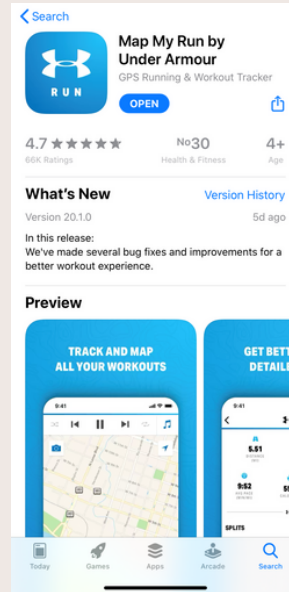 Search
RUN
Map My Run by
Under Armour
GPS Running & Workout Tracker
OPEN
4.7
No30
4+
66K Ratings
Health & Fitness
Age
What's New
Version History
Version 20.1.0
5d ago
In this release:
We've made several bug fixes and improvements for a
better workout experience.
Preview
TRACK AND MAP
ALL YOUR WORKOUTS
9:41
GET BETT
DETAIL
9:41
5.51
9:52
SPLITS
Today
Games
Apps
Arcade
Search